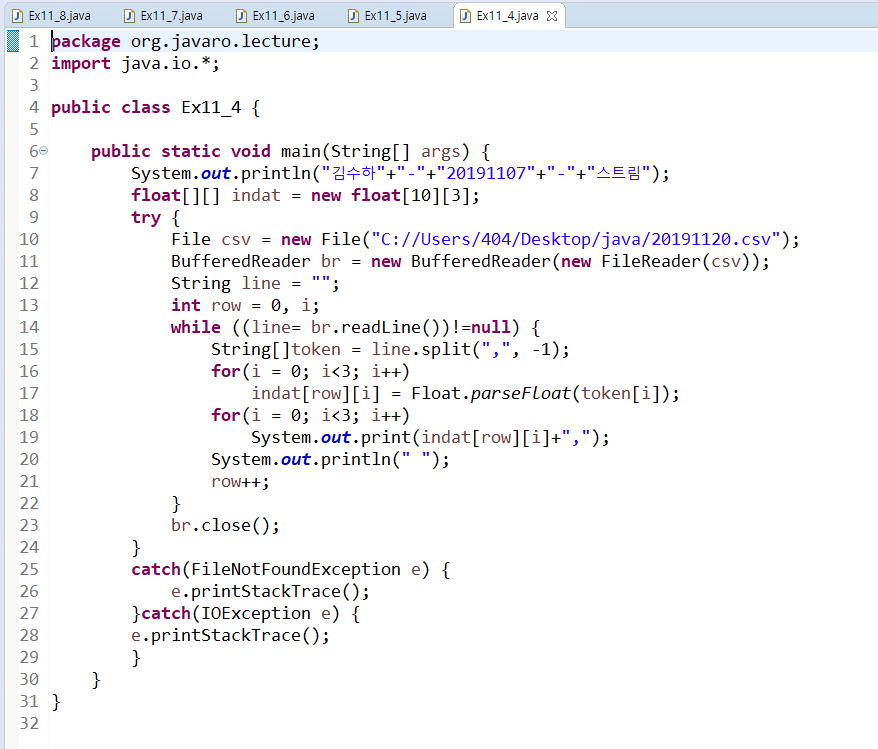 Ex11_8.java Ex11_7.java Ex11_6.java Ex11_5.java Ex11_4.java
1 package org.javaro.lecture;
2 import java.io.*;
3
4 public class Ex11_4 {
5
6 public static void main(String[] args) {
7 System.out.println("김수하"+"-"+"20191107"+"-"+"스트림");
8 float[][] indat = new float[10][3];
9 try {
10 File csv = new File("C://Users/404/Desktop/java/20191120.csv");
11 BufferedReader br = new BufferedReader(new FileReader(csv));
12 String line = "";
13 int row = 0, i;
14 while ((line= br.readLine())!=null) {
15 String[]token = line.split(",", -1);
16 for(i = 0; i<3; i++)
17 indat[row][i] = Float.parseFloat(token[i]);
18 for(i = 0; i<3; i++)
19 System.out.print(indat[row][i]+",");
20 System.out.println(" ");
21 row++;
22 }
23 br.close();
24 }
25 catch(FileNotFoundException e) {
26 e.printStackTrace();
27 }catch(IOException e) {
28 e.printStackTrace();
29 }
30 }
31 }
32